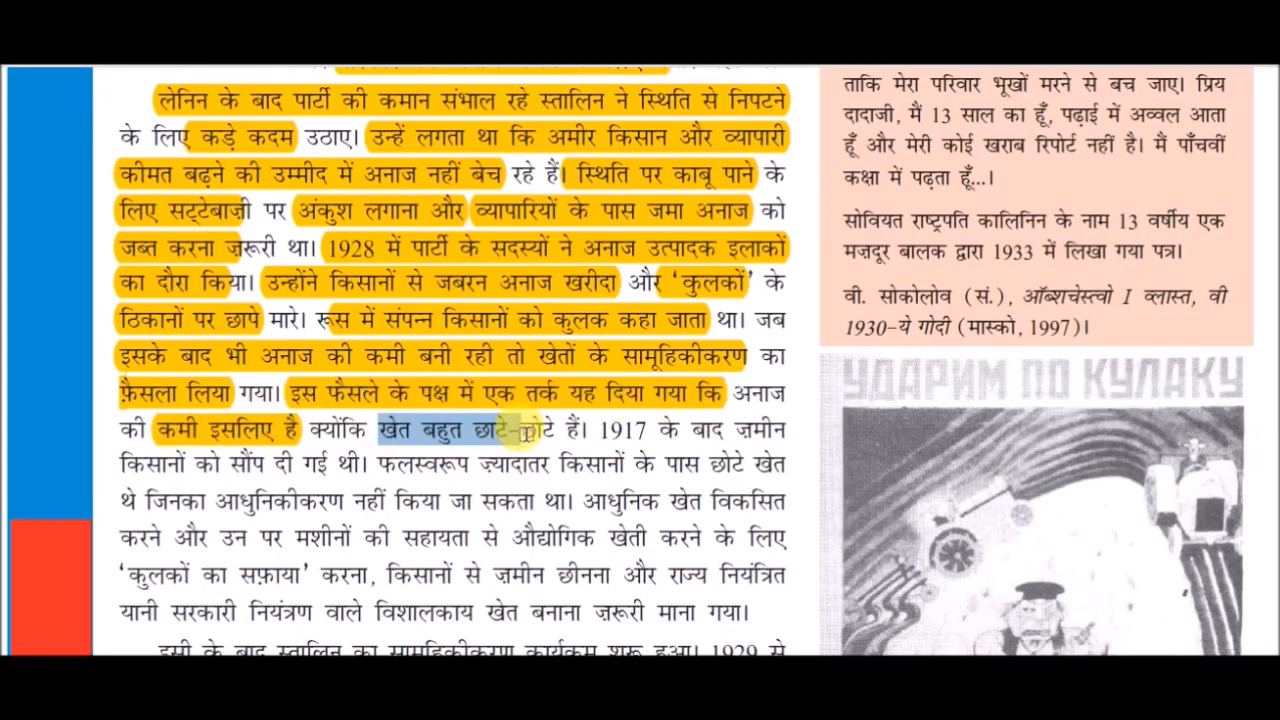 लेनिन के बाद पार्टी की कमान संभाल रहे स्तालिन ने स्थिति से निपटने
के लिए कड़े कदम उठाए। उन्हें लगता था कि अमीर किसान और व्यापारी
कीमत बढ़ने की उम्मीद में अनाज नहीं बेच रहे हैं। स्थिति पर काबू पाने के
लिए सट्टेबाज़ी पर अंकुश लगाना और व्यापारियों के पास जमा अनाज को
जब्त करना ज़रूरी था। 1928 में पार्टी के सदस्यों ने अनाज उत्पादक इलाकों
का दौरा किया। उन्होंने किसानों से जबरन अनाज खरीदा और ‘कुलकों’ के
ठिकानों पर छापे मारे। रूस में संपन्न किसानों को कुलक कहा जाता था। जब
इसके बाद भी अनाज की कमी बनी रही तो खेतों के सामूहिकीकरण का
फ़ैसला लिया गया। इस फैसले के पक्ष में एक तर्क यह दिया गया कि अनाज
की कमी इसलिए है क्योंकि खेत बहुत छाटे-छोटे हैं। 1917 के बाद ज़मीन
किसानों को सौंप दी गई थी। फलस्वरूप ज़्यादातर किसानों के पास छोटे खेत
थे जिनका आधुनिकीकरण नहीं किया जा सकता था। आधुनिक खेत विकसित
करने और उन पर मशीनों की सहायता से औद्योगिक खेती करने के लिए
‘कुलकों का सफ़ाया’ करना, किसानों से ज़मीन छीनना और राज्य नियंत्रित
यानी सरकारी नियंत्रण वाले विशालकाय खेत बनाना ज़रूरी माना गया।
इसी के बाद स्तालिन का सामूहिकीकरण कार्यक्रम शुरू हुआ। 1929 से
ताकि मेरा परिवार भूखों मरने से बच जाए। प्रिय
दादाजी, मैं 13 साल का हूँ, पढ़ाई में अव्वल आता
हूँ और मेरी कोई खराब रिपोर्ट नहीं है। मैं पाँचवीं
कक्षा में पढ़ता हूँ...।
सोवियत राष्ट्रपति कालिनिन के नाम 13 वर्षीय एक
मज़दूर बालक द्वारा 1933 में लिखा गया पत्र।
वी. सोकोलोव (सं.), ऑब्शचेस्त्वो I व्लास्त, वी
1930-ये गोदी (मास्को, 1997)।
УДАРИМ ПО КУЛАКУ